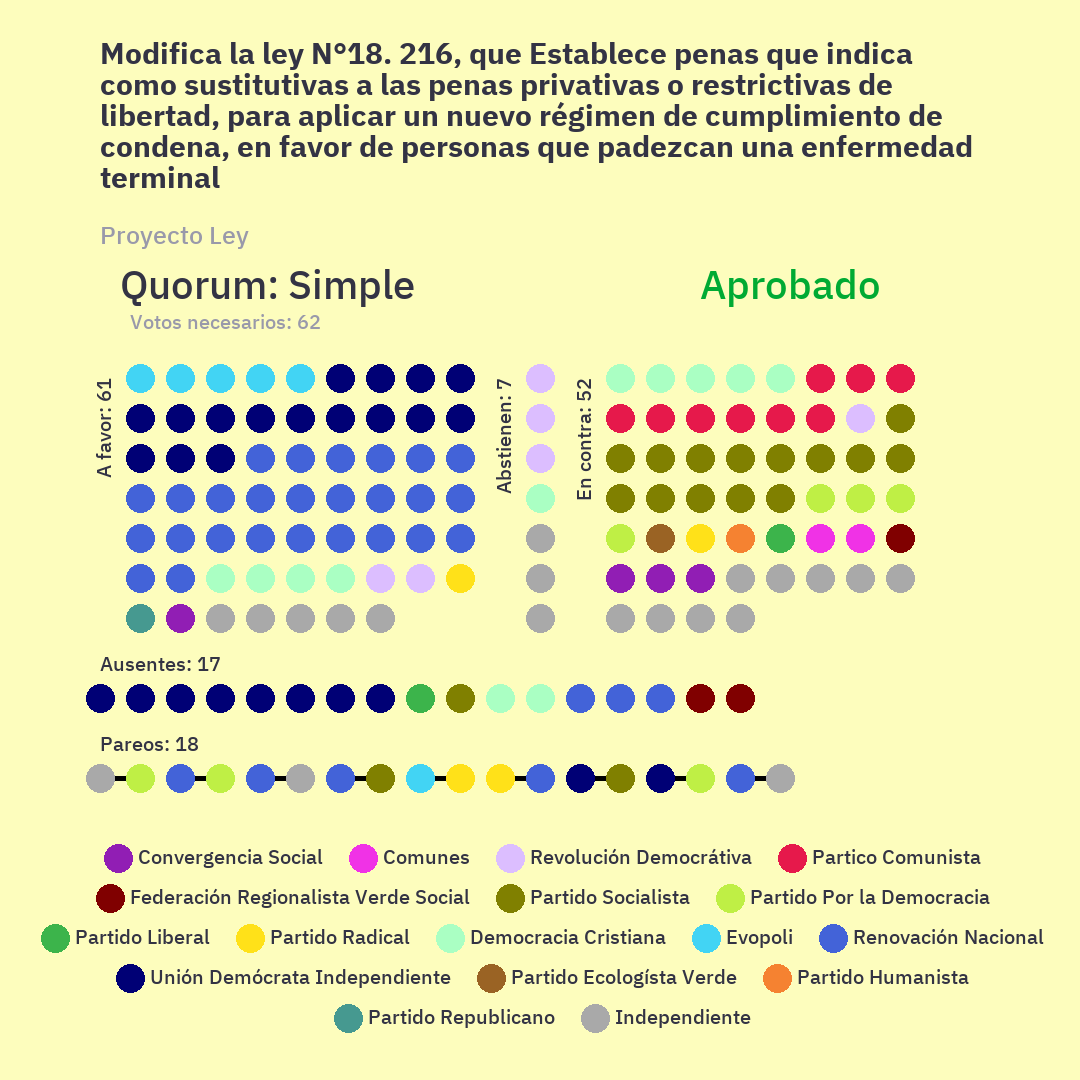 Modifica la ley N°18. 216, que Establece penas que indica
como sustitutivas a las penas privativas o restrictivas de
libertad, para aplicar un nuevo régimen de cumplimiento de
condena, en favor de personas que padezcan una enfermedad
terminal
Proyecto Ley
Quorum: Simple
Aprobado
Votos necesarios: 62
A favor: 61
Abstienen: 7
En contra: 52
Ausentes: 17
Pareos: 18
Convergencia Social
Comunes
Revolución Democrátiva
Partico Comunista
Federación Regionalista Verde Social
Partido Socialista
Partido Por la Democracia
Partido Liberal
Partido Radical
Democracia Cristiana
Evopoli
Renovación Nacional
Unión Demócrata Independiente
Partido Ecologísta Verde
Partido Humanista
Partido Republicano
Independiente